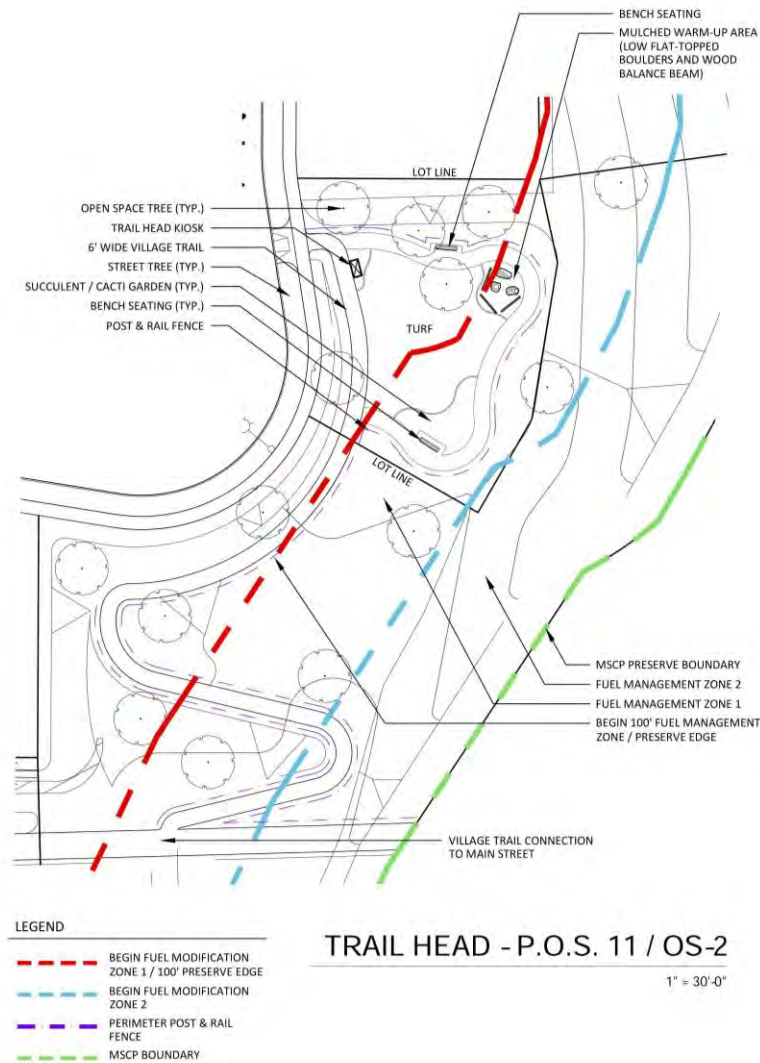 BENCH SEATING
MULCHED WARM-UP AREA
(LOW FLAT-TOPPED
BOULDERS AND WOOD
BALANCE BEAM)
LOT LINE
OPEN SPACE TREE (TYP.)
TRAIL HEAD KIOSK
6' WIDE VILLAGE TRAIL
STREET TREE (TYP.)
SUCCULENT / CACTI GARDEN (TYP.)
BENCH SEATING (TYP.)
POST & RAIL FENCE
TURF
LOT LINE
MSCP PRESERVE BOUNDARY
FUEL MANAGEMENT ZONE 2
FUEL MANAGEMENT ZONE 1
BEGIN 100' FUEL MANAGEMENT
ZONE / PRESERVE EDGE
VILLAGE TRAIL CONNECTION
TO MAIN STREET
LEGEND
BEGIN FUEL MODIFICATION
ZONE 1 / 100' PRESERVE EDGE
BEGIN FUEL MODIFICATION
ZONE 2
PERIMETER POST & RAIL
FENCE
MSCP BOUNDARY
TRAIL HEAD - P.O.S. 11 / OS-2
1" = 30'-0"